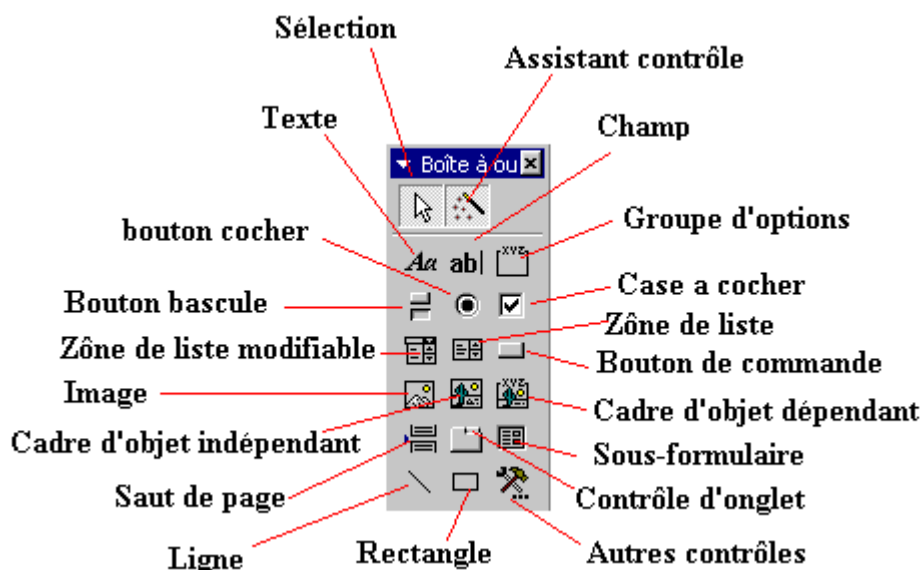 Sélection
Assistant contrôle
Texte
Champ
Boîte à ou
Groupe d'options
bouton cocher
Aa ab| XYZ
Case a cocher
Bouton bascule
Zône de liste
Zône de liste modifiable
Bouton de commande
Image
XYZ
Cadre d'objet dépendant
Cadre d'objet indépendant
Sous-formulaire
Saut de page
Contrôle d'onglet
Ligne
Rectangle
Autres contrôles